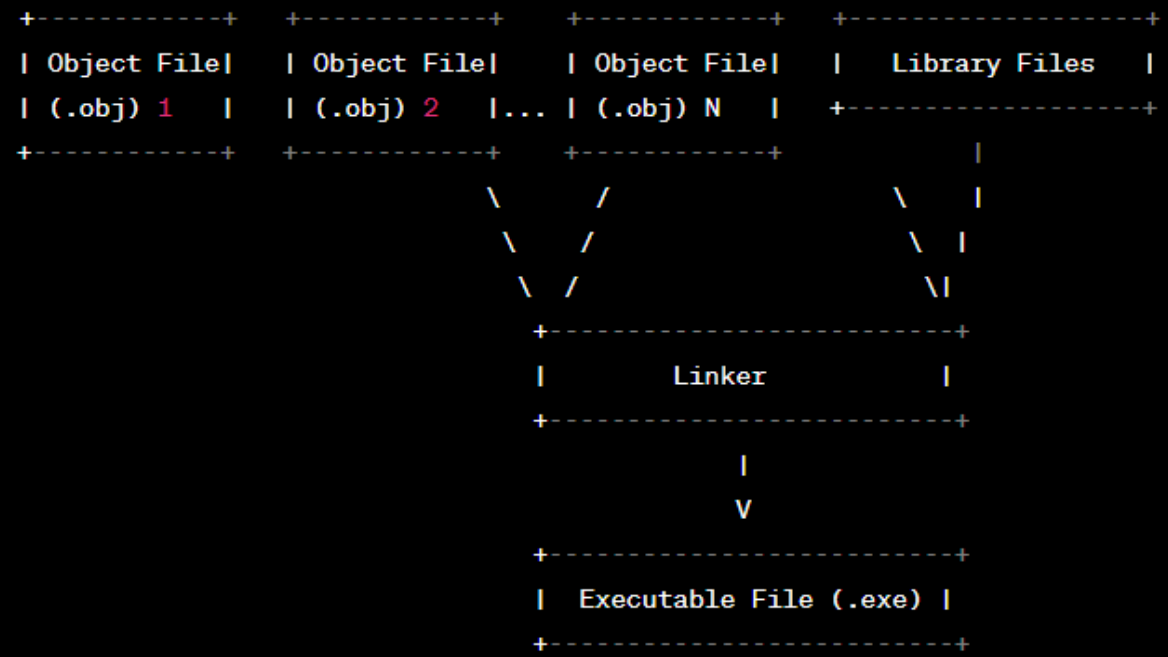 +------------+   +------------+    +------------+   +-------------------+
| Object File|   | Object File|    | Object File|   |   Library Files   |
| (.obj) 1   |   | (.obj) 2   |... | (.obj) N   |   +-------------------+
+------------+   +------------+    +------------+            |
                              \      /                  \    |
                               \    /                    \  |
                                \  /                      \|
                                 +--------------------------+
                                 |        Linker           |
                                 +--------------------------+
                                              |
                                              V
                                 +--------------------------+
                                 |  Executable File (.exe) |
                                 +--------------------------+